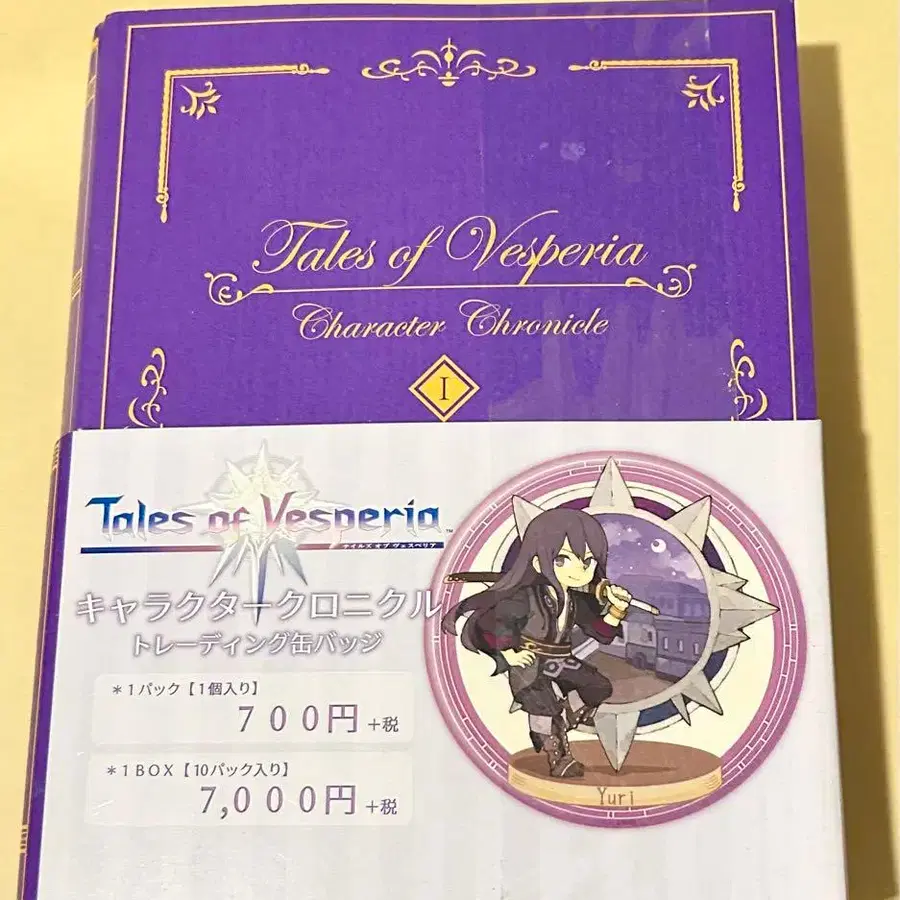 Tales of Vesperia
Character Chronicle
I
Tales of Vesperia™
テイルズ オブ ヴェスペリア
キャラクタークロニクル
トレーディング缶バッジ
*1パック【1個入り】
700円+税
*1BOX【10パック入り】
7,000円+税
Yuri